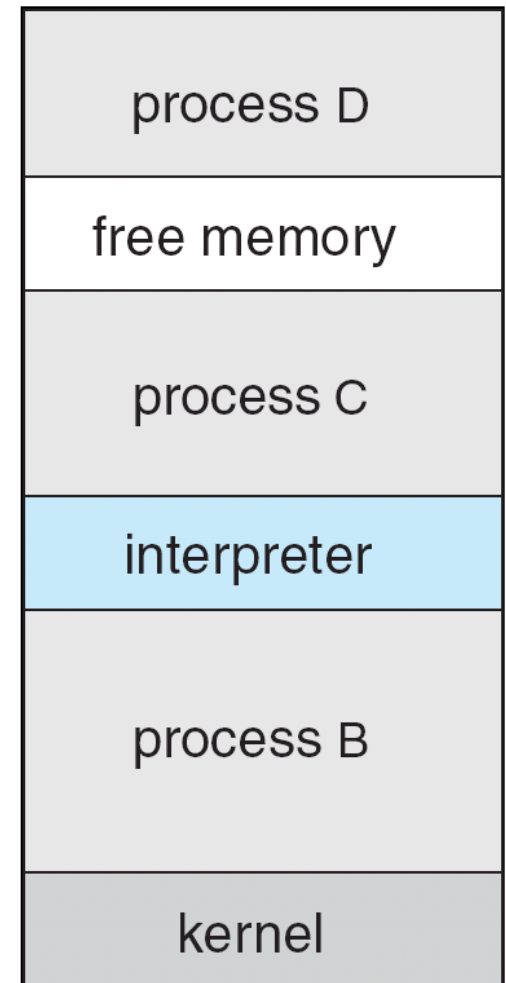 process D
free memory
process C
interpreter
process B
kernel